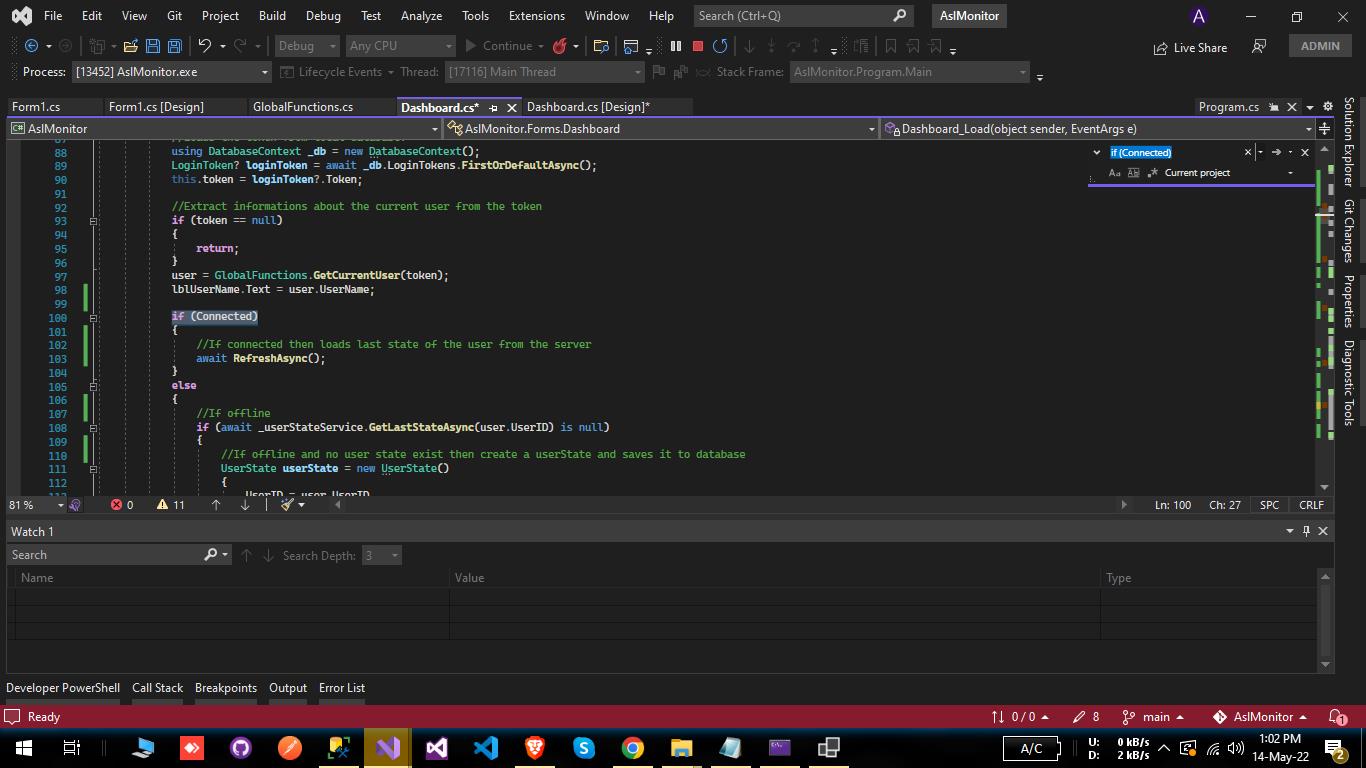 File Edit View Git Project Build Debug Test Analyze Tools Extensions Window Help Search (Ctrl+Q) AslMonitor A
Debug Any CPU Continue Live Share ADMIN
Process: [13452] AslMonitor.exe Lifecycle Events Thread: [17116] Main Thread Stack Frame: AslMonitor.Program.Main
Form1.cs Form1.cs [Design] GlobalFunctions.cs Dashboard.cs* Dashboard.cs [Design]* Program.cs
C# AslMonitor AslMonitor.Forms.Dashboard Dashboard_Load(object sender, EventArgs e)
88 using DatabaseContext _db = new DatabaseContext();
89 LoginToken? loginToken = await _db.LoginTokens.FirstOrDefaultAsync();
90 this.token = loginToken?.Token;
91
92 //Extract informations about the current user from the token
93 if (token == null)
94 {
95 return;
96 }
97 user = GlobalFunctions.GetCurrentUser(token);
98 lblUserName.Text = user.UserName;
99
100 if (Connected)
101 {
102 //If connected then loads last state of the user from the server
103 await RefreshAsync();
104 }
105 else
106 {
107 //If offline
108 if (await _userStateService.GetLastStateAsync(user.UserID) is null)
109 {
110 //If offline and no user state exist then create a userState and saves it to database
111 UserState userState = new UserState()
112 {
UserID = user.UserID
if (Connected)
Aa Ab .* Current project
Solution Explorer
Git Changes
Properties
Diagnostic Tools
81 % 0 11 Ln: 100 Ch: 27 SPC CRLF
Watch 1
Search Search Depth: 3
Name Value Type
Developer PowerShell Call Stack Breakpoints Output Error List
Ready 0 / 0 8 main AslMonitor 1
A/C U: 0 kB/s D: 2 kB/s 1:02 PM
14-May-22 2